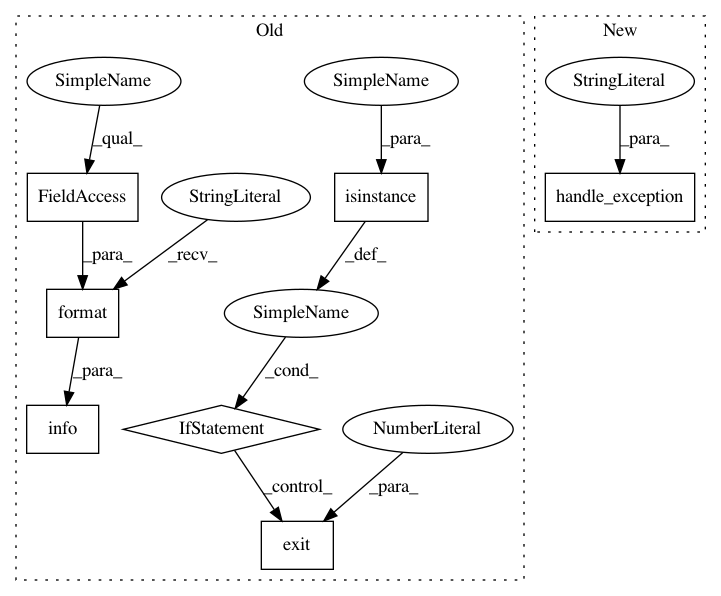 Old
New
SimpleName
SimpleName
StringLiteral
_qual_
_para_
_para_
FieldAccess
StringLiteral
isinstance
handle_exception
_para_
_recv_
_def_
format
SimpleName
_para_
_cond_
info
IfStatement
NumberLiteral
_control_
_para_
exit